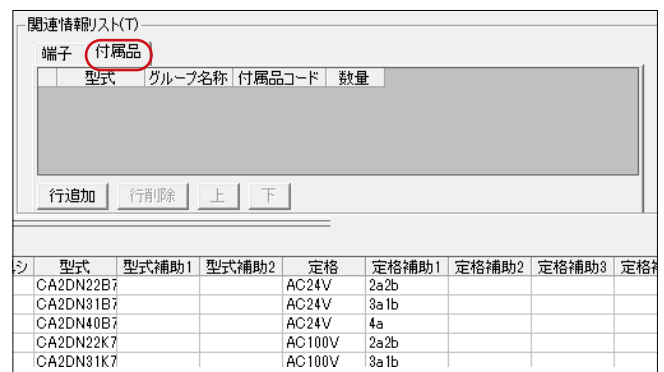 関連情報リスト(T)
端子 付属品
型式 グループ名称 付属品コード 数量
行追加 行削除 上 下
型式 型式補助1 型式補助2 定格 定格補助1 定格補助2 定格補助3
CA2DN22B7 AC24V 2a2b
CA2DN31B7 AC24V 3a1b
CA2DN40B7 AC24V 4a
CA2DN22K7 AC100V 2a2b
CA2DN31K7 AC100V 3a1b